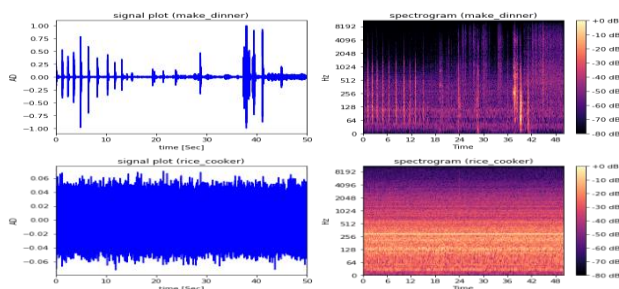 signal plot (make_dinner)
1.00
0.75
0.50
0.25
0.00
-0.25
-0.50
-0.75
-1.00
AD
0 10 20 30 40 50
time [Sec]
spectrogram (make_dinner)
8192
4096
2048
1024
512
256
128
64
0
Hz
0 6 12 18 24 30 36 42 48
Time
+0 dB
-10 dB
-20 dB
-30 dB
-40 dB
-50 dB
-60 dB
-70 dB
-80 dB
signal plot (rice_cooker)
0.06
0.04
0.02
0.00
-0.02
-0.04
-0.06
AD
0 10 20 30 40 50
time [Sec]
spectrogram (rice_cooker)
8192
4096
2048
1024
512
256
128
64
0
Hz
0 6 12 18 24 30 36 42 48
Time
+0 dB
-10 dB
-20 dB
-30 dB
-40 dB
-50 dB
-60 dB
-70 dB
-80 dB